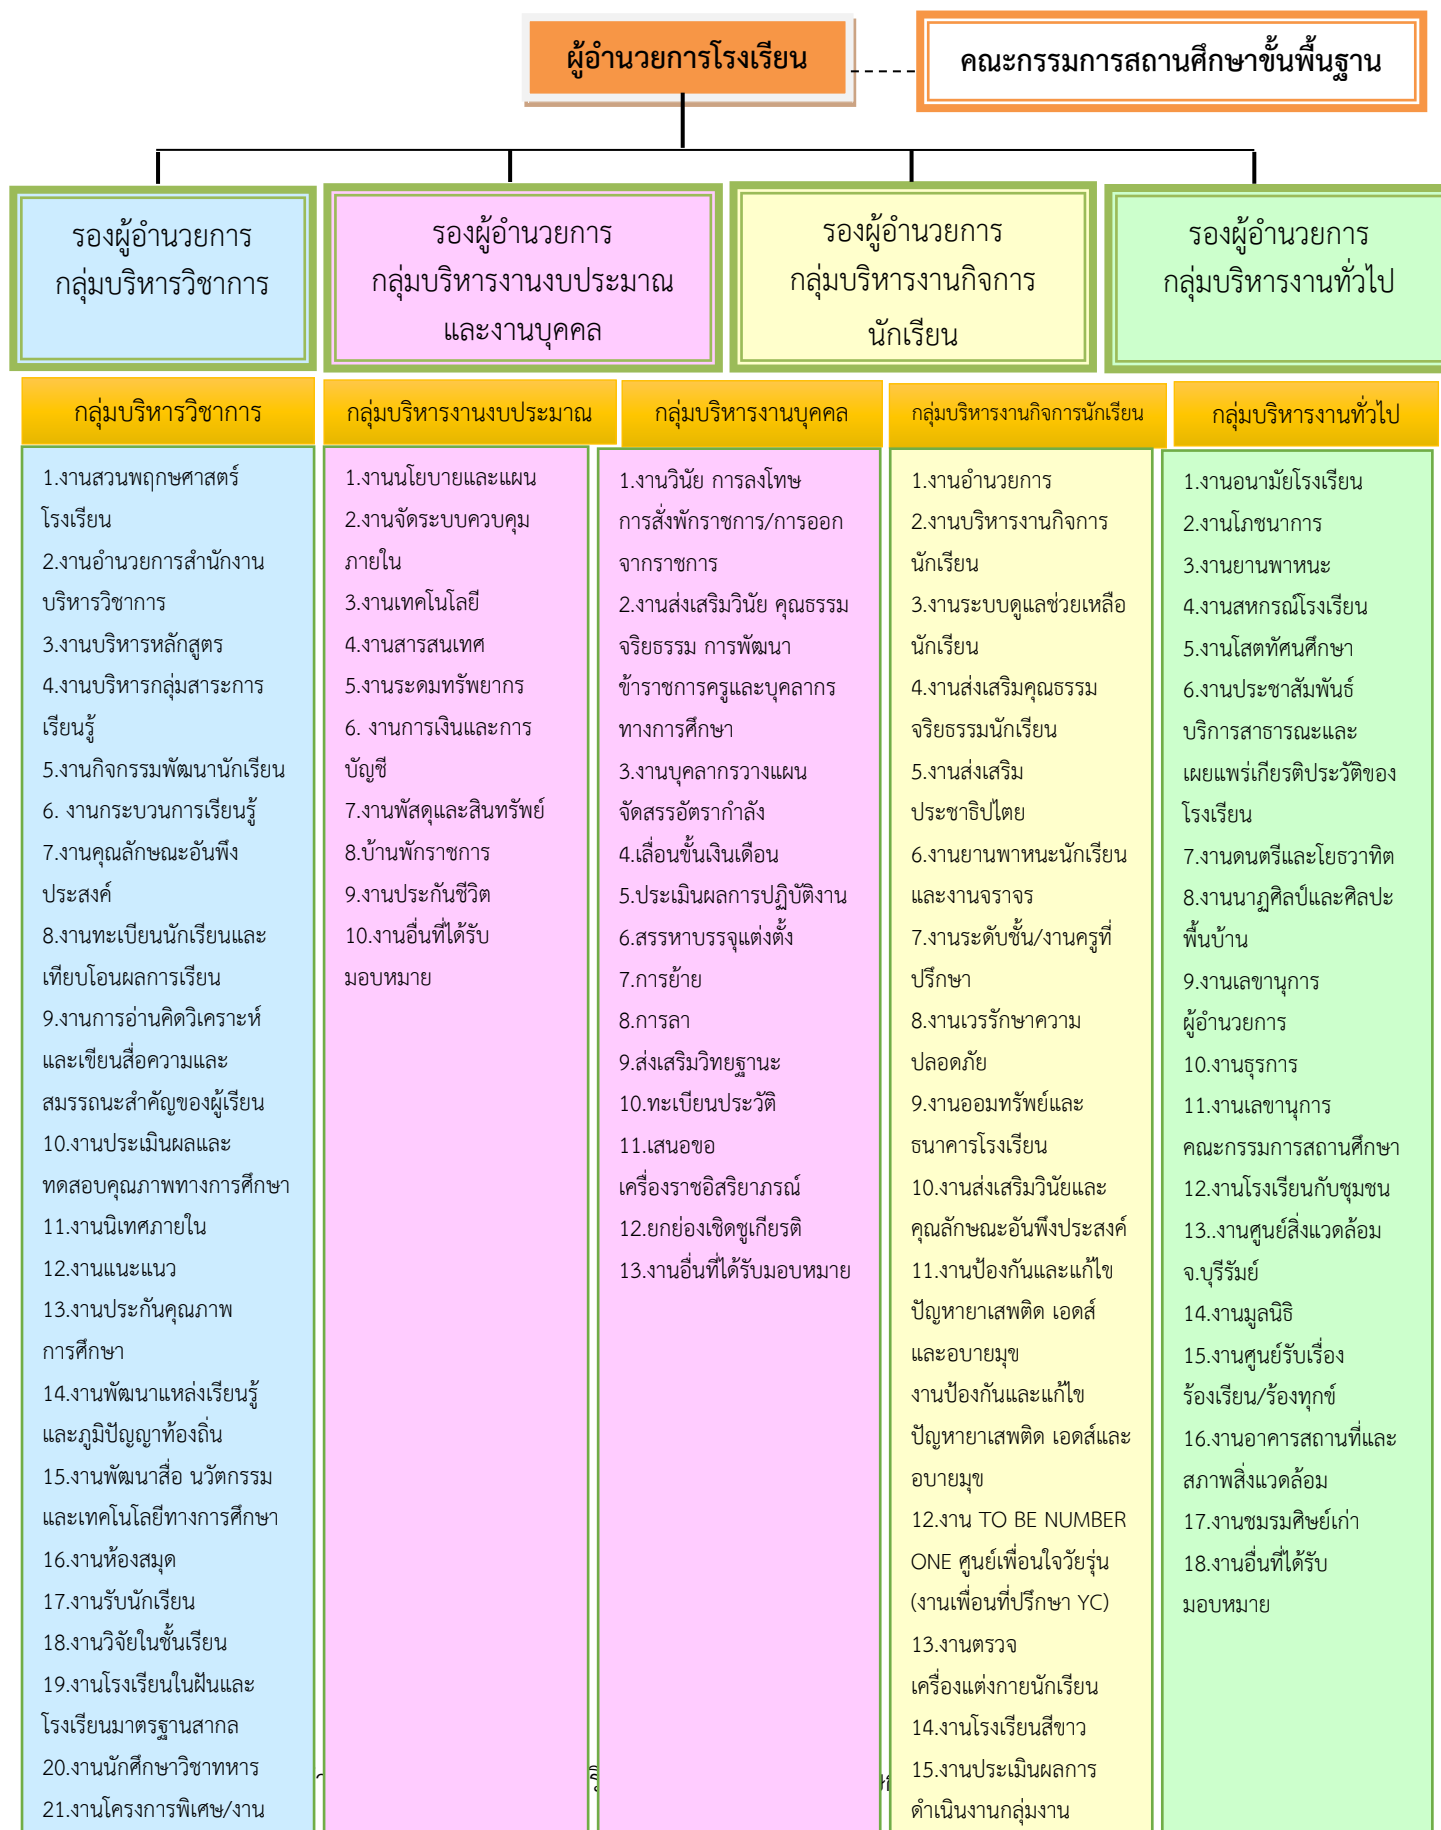 ผู้อำนวยการโรงเรียน
คณะกรรมการสถานศึกษาขั้นพื้นฐาน
รองผู้อำนวยการ
กลุ่มบริหารวิชาการ
รองผู้อำนวยการ
กลุ่มบริหารงานงบประมาณ
และงานบุคคล
รองผู้อำนวยการ
กลุ่มบริหารงานกิจการ
นักเรียน
รองผู้อำนวยการ
กลุ่มบริหารงานทั่วไป
กลุ่มบริหารวิชาการ
1.งานสวนพฤกษศาสตร์
โรงเรียน
2.งานอำนวยการสำนักงาน
บริหารวิชาการ
3.งานบริหารหลักสูตร
4.งานบริหารกลุ่มสาระการ
เรียนรู้
5.งานกิจกรรมพัฒนานักเรียน
6. งานกระบวนการเรียนรู้
7.งานคุณลักษณะอันพึง
ประสงค์
8.งานทะเบียนนักเรียนและ
เทียบโอนผลการเรียน
9.งานการอ่านคิดวิเคราะห์
และเขียนสื่อความและ
สมรรถนะสำคัญของผู้เรียน
10.งานประเมินผลและ
ทดสอบคุณภาพทางการศึกษา
11.งานนิเทศภายใน
12.งานแนะแนว
13.งานประกันคุณภาพ
การศึกษา
14.งานพัฒนาแหล่งเรียนรู้
และภูมิปัญญาท้องถิ่น
15.งานพัฒนาสื่อ นวัตกรรม
และเทคโนโลยีทางการศึกษา
16.งานห้องสมุด
17.งานรับนักเรียน
18.งานวิจัยในชั้นเรียน
19.งานโรงเรียนในฝันและ
โรงเรียนมาตรฐานสากล
20.งานนักศึกษาวิชาทหาร
21.งานโครงการพิเศษ/งาน
กลุ่มบริหารงานงบประมาณ
1.งานนโยบายและแผน
2.งานจัดระบบควบคุม
ภายใน
3.งานเทคโนโลยี
4.งานสารสนเทศ
5.งานระดมทรัพยากร
6. งานการเงินและการ
บัญชี
7.งานพัสดุและสินทรัพย์
8.บ้านพักราชการ
9.งานประกันชีวิต
10.งานอื่นที่ได้รับ
มอบหมาย
กลุ่มบริหารงานบุคคล
1.งานวินัย การลงโทษ
การสั่งพักราชการ/การออก
จากราชการ
2.งานส่งเสริมวินัย คุณธรรม
จริยธรรม การพัฒนา
ข้าราชการครูและบุคลากร
ทางการศึกษา
3.งานบุคลากรวางแผน
จัดสรรอัตรากำลัง
4.เลื่อนขั้นเงินเดือน
5.ประเมินผลการปฏิบัติงาน
6.สรรหาบรรจุแต่งตั้ง
7.การย้าย
8.การลา
9.ส่งเสริมวิทยฐานะ
10.ทะเบียนประวัติ
11.เสนอขอ
เครื่องราชอิสริยาภรณ์
12.ยกย่องเชิดชูเกียรติ
13.งานอื่นที่ได้รับมอบหมาย
กลุ่มบริหารงานกิจการนักเรียน
1.งานอำนวยการ
2.งานบริหารงานกิจการ
นักเรียน
3.งานระบบดูแลช่วยเหลือ
นักเรียน
4.งานส่งเสริมคุณธรรม
จริยธรรมนักเรียน
5.งานส่งเสริม
ประชาธิปไตย
6.งานยานพาหนะนักเรียน
และงานจราจร
7.งานระดับชั้น/งานครูที่
ปรึกษา
8.งานเวรรักษาความ
ปลอดภัย
9.งานออมทรัพย์และ
ธนาคารโรงเรียน
10.งานส่งเสริมวินัยและ
คุณลักษณะอันพึงประสงค์
11.งานป้องกันและแก้ไข
ปัญหายาเสพติด เอดส์
และอบายมุข
งานป้องกันและแก้ไข
ปัญหายาเสพติด เอดส์และ
อบายมุข
12.งาน TO BE NUMBER
ONE ศูนย์เพื่อนใจวัยรุ่น
(งานเพื่อนที่ปรึกษา YC)
13.งานตรวจ
เครื่องแต่งกายนักเรียน
14.งานโรงเรียนสีขาว
15.งานประเมินผลการ
ดำเนินงานกลุ่มงาน
กลุ่มบริหารงานทั่วไป
1.งานอนามัยโรงเรียน
2.งานโภชนาการ
3.งานยานพาหนะ
4.งานสหกรณ์โรงเรียน
5.งานโสตทัศนศึกษา
6.งานประชาสัมพันธ์
บริการสาธารณะและ
เผยแพร่เกียรติประวัติของ
โรงเรียน
7.งานดนตรีและโยธวาทิต
8.งานนาฏศิลป์และศิลปะ
พื้นบ้าน
9.งานเลขานุการ
ผู้อำนวยการ
10.งานธุรการ
11.งานเลขานุการ
คณะกรรมการสถานศึกษา
12.งานโรงเรียนกับชุมชน
13..งานศูนย์สิ่งแวดล้อม
จ.บุรีรัมย์
14.งานมูลนิธิ
15.งานศูนย์รับเรื่อง
ร้องเรียน/ร้องทุกข์
16.งานอาคารสถานที่และ
สภาพสิ่งแวดล้อม
17.งานชมรมศิษย์เก่า
18.งานอื่นที่ได้รับ
มอบหมาย